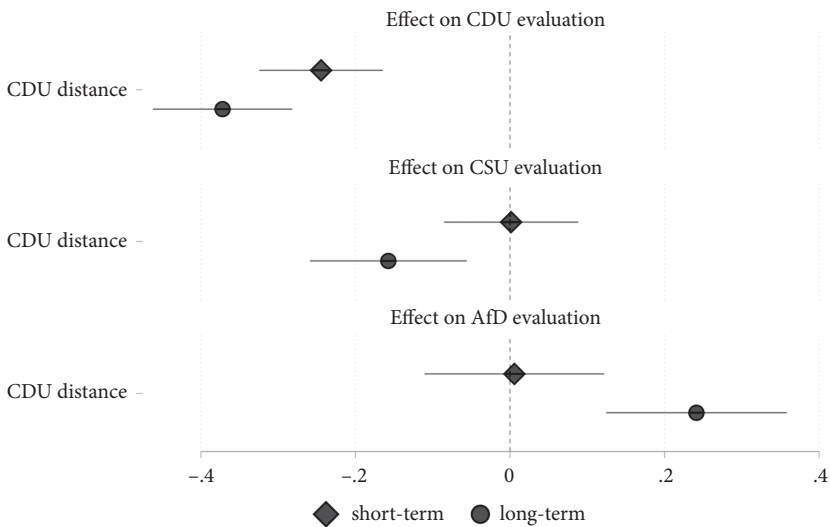 Effect on CDU evaluation
CDU distance
Effect on CSU evaluation
CDU distance
Effect on AfD evaluation
CDU distance
−.4 −.2 0 .2 .4
short-term long-term